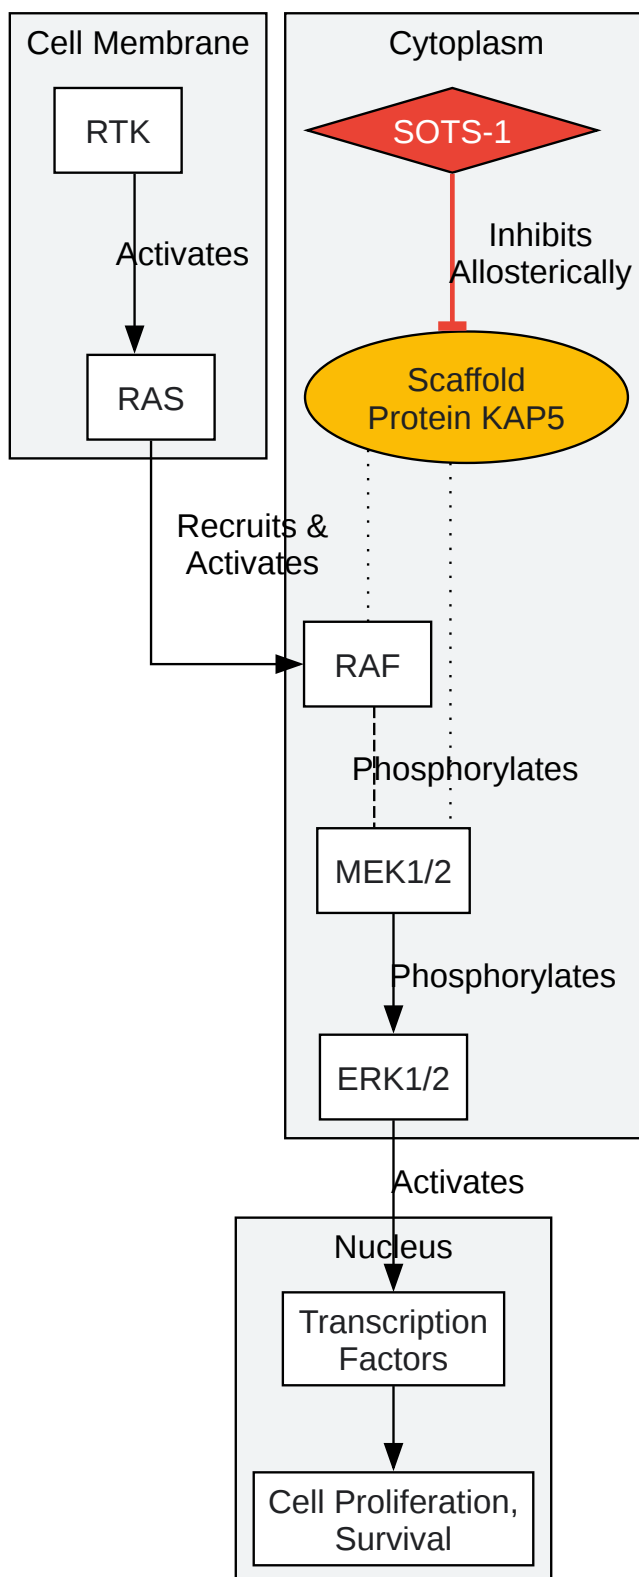 Cell Membrane
RTK
Activates
RAS
Recruits &
Activates
Cytoplasm
SOTS-1
Inhibits
Allosterically
Scaffold
Protein KAP5
RAF
Phosphorylates
MEK1/2
Phosphorylates
ERK1/2
Activates
Nucleus
Transcription
Factors
Cell Proliferation,
Survival